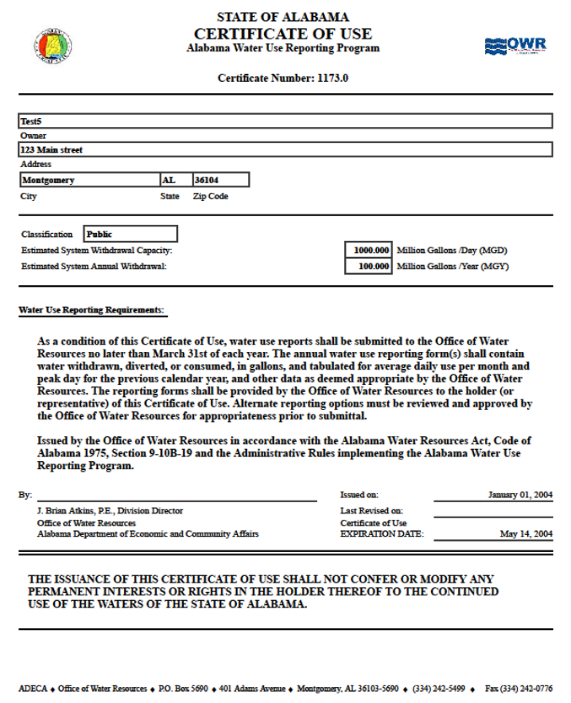 STATE OF ALABAMA
CERTIFICATE OF USE
Alabama Water Use Reporting Program
OWR
Certificate Number: 1173.0
Test5
Owner
123 Main street
Address
Montgomery AL 36104
City State Zip Code
Classification Public
Estimated System Withdrawal Capacity: 1000.000 Million Gallons /Day (MGD)
Estimated System Annual Withdrawal: 100.000 Million Gallons /Year (MGY)
Water Use Reporting Requirements:
As a condition of this Certificate of Use, water use reports shall be submitted to the Office of Water
Resources no later than March 31st of each year. The annual water use reporting form(s) shall contain
water withdrawn, diverted, or consumed, in gallons, and tabulated for average daily use per month and
peak day for the previous calendar year, and other data as deemed appropriate by the Office of Water
Resources. The reporting forms shall be provided by the Office of Water Resources to the holder (or
representative) of this Certificate of Use. Alternate reporting options must be reviewed and approved by
the Office of Water Resources for appropriateness prior to submittal.
Issued by the Office of Water Resources in accordance with the Alabama Water Resources Act, Code of
Alabama 1975, Section 9-10B-19 and the Administrative Rules implementing the Alabama Water Use
Reporting Program.
By: Issued on: January 01, 2004
J. Brian Atkins, P.E., Division Director Last Revised on:
Office of Water Resources Certificate of Use
Alabama Department of Economic and Community Affairs EXPIRATION DATE: May 14, 2004
THE ISSUANCE OF THIS CERTIFICATE OF USE SHALL NOT CONFER OR MODIFY ANY
PERMANENT INTERESTS OR RIGHTS IN THE HOLDER THEREOF TO THE CONTINUED
USE OF THE WATERS OF THE STATE OF ALABAMA.
ADECA ♦ Office of Water Resources ♦ P.O. Box 5690 ♦ 401 Adams Avenue ♦ Montgomery, AL 36103-5690 ♦ (334) 242-5499 ♦ Fax (334) 242-0776